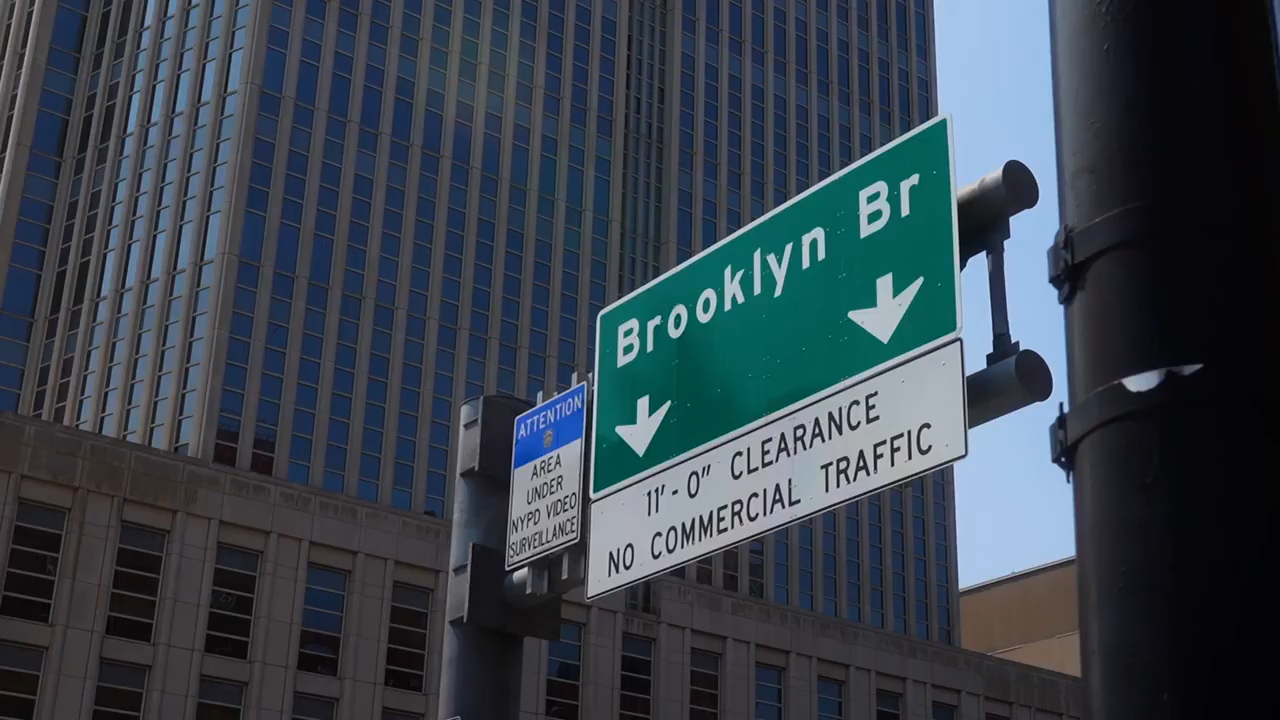 ATTENTION
AREA
UNDER
NYPD VIDEO
SURVEILLANCE
Brooklyn Br
11'-0" CLEARANCE
NO COMMERCIAL TRAFFIC